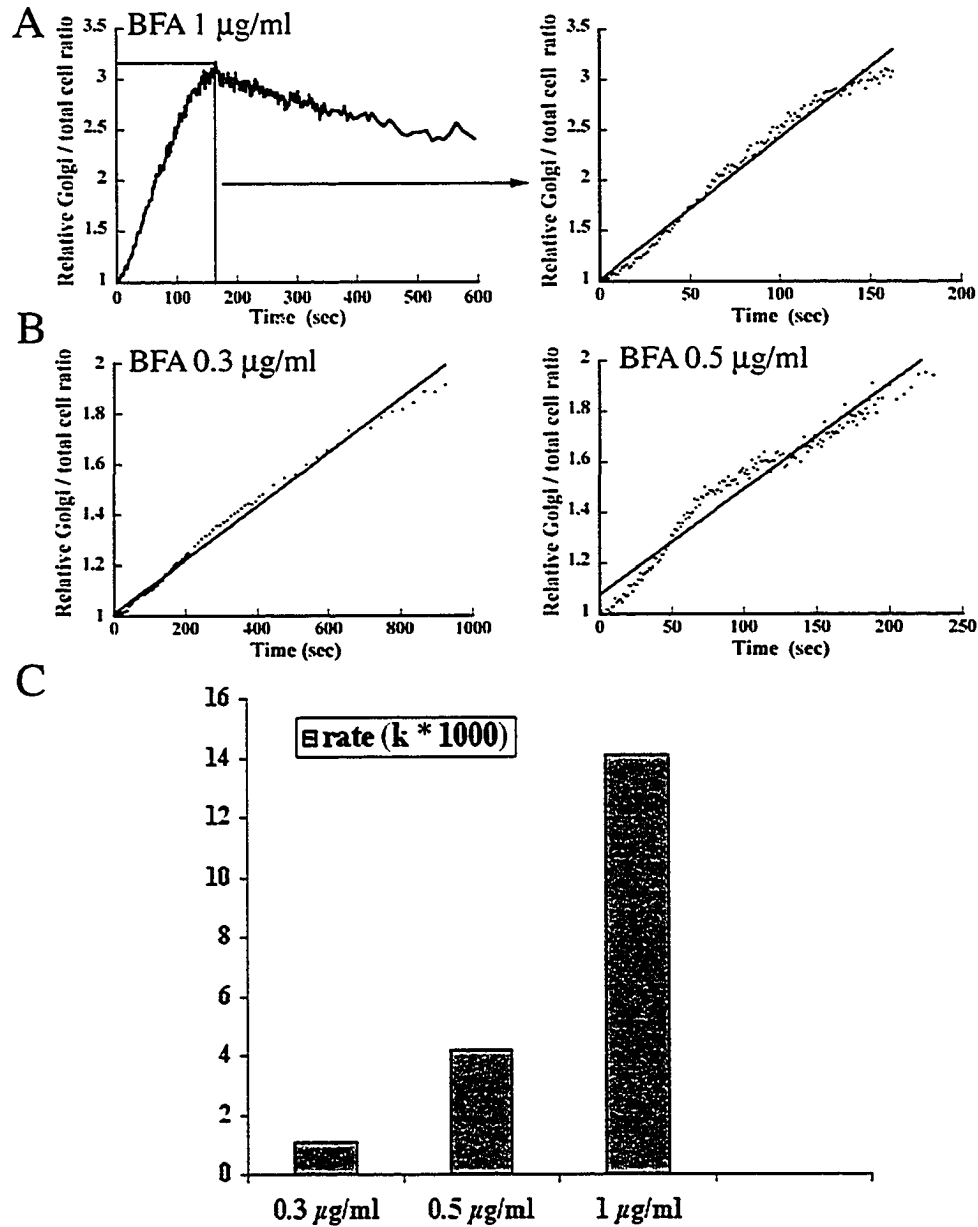 A
BFA 1 µg/ml
Relative Golgi / total cell ratio
3.5
3
2.5
2
1.5
1
0 100 200 300 400 500 600
Time (sec)
Relative Golgi / total cell ratio
3.5
3
2.5
2
1.5
1
0 50 100 150 200
Time (sec)
B
BFA 0.3 µg/ml
Relative Golgi / total cell ratio
2
1.8
1.6
1.4
1.2
1
0 200 400 600 800 1000
Time (sec)
BFA 0.5 µg/ml
Relative Golgi / total cell ratio
2
1.8
1.6
1.4
1.2
1
0 50 100 150 200 250
Time (sec)
C
rate (k * 1000)
16
14
12
10
8
6
4
2
0
0.3 µg/ml 0.5 µg/ml 1 µg/ml